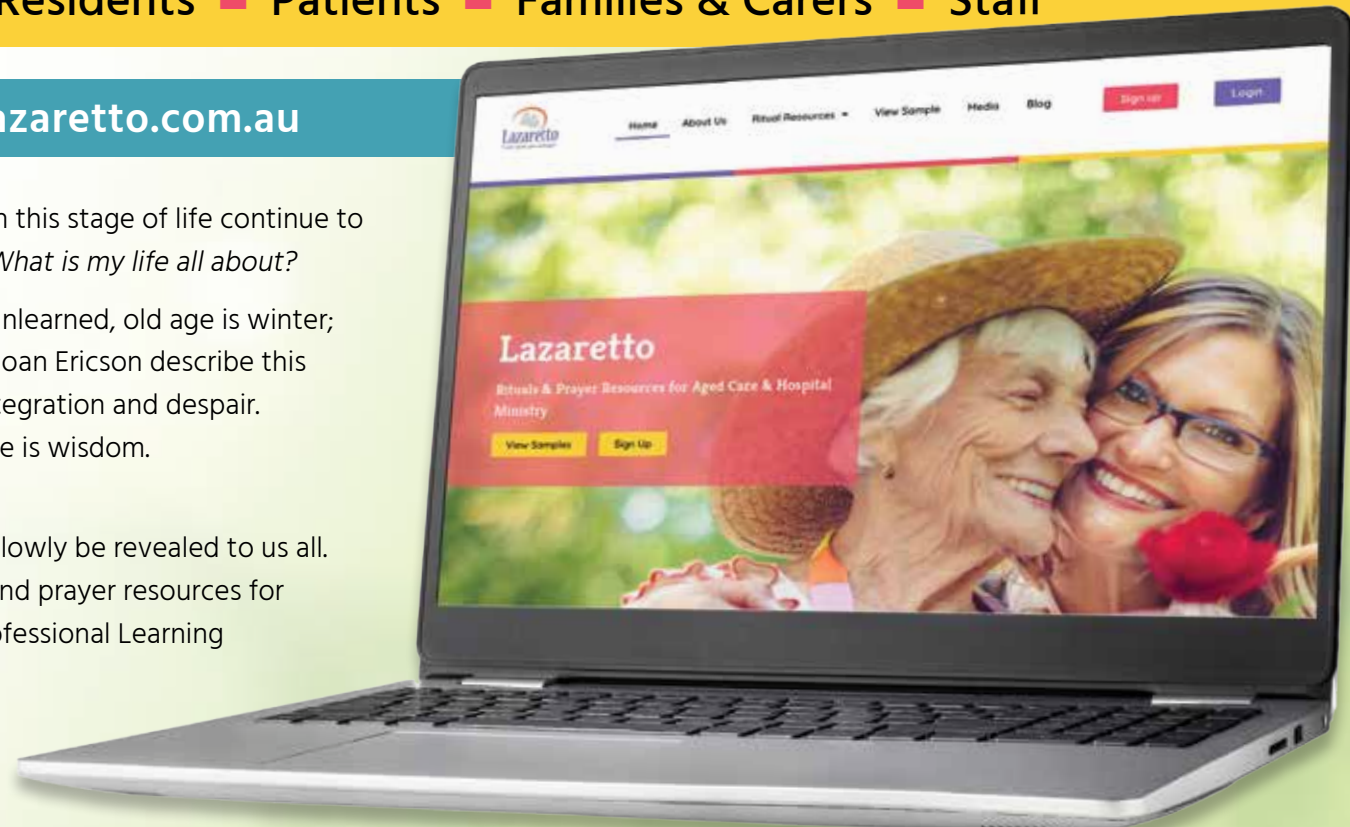 Residents - Patients - Families & Carers - Staff
azaretto.com.au
n this stage of life continue to
What is my life all about?
nlearned, old age is winter;
oan Ericson describe this
tegration and despair.
e is wisdom.
lowly be revealed to us all.
nd prayer resources for
ofessional Learning
Lazaretto
Home About Us Ritual Resources View Sample Media Blog Sign up Login
Lazaretto
Rituals & Prayer Resources for Aged Care & Hospital
Ministry
View Samples Sign Up